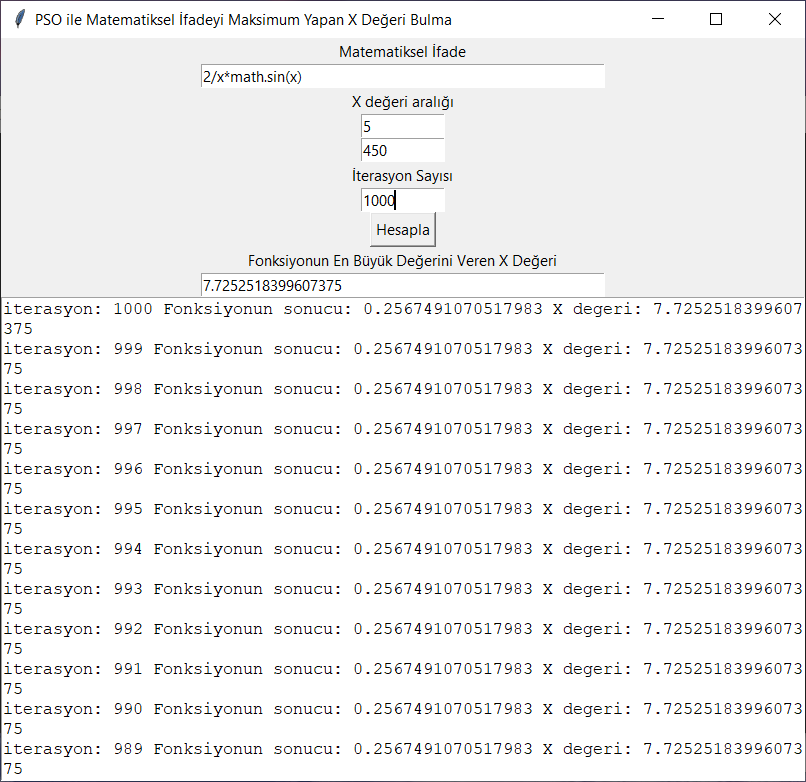 PSO ile Matematiksel İfadeyi Maksimum Yapan X Değeri Bulma
Matematiksel İfade
2/x*math.sin(x)
X değeri aralığı
5
450
İterasyon Sayısı
1000
Hesapla
Fonksiyonun En Büyük Değerini Veren X Değeri
7.7252518399607375
iterasyon: 1000 Fonksiyonun sonucu: 0.2567491070517983 X degeri: 7.7252518399607
375
iterasyon: 999 Fonksiyonun sonucu: 0.2567491070517983 X degeri: 7.72525183996073
75
iterasyon: 998 Fonksiyonun sonucu: 0.2567491070517983 X degeri: 7.72525183996073
75
iterasyon: 997 Fonksiyonun sonucu: 0.2567491070517983 X degeri: 7.72525183996073
75
iterasyon: 996 Fonksiyonun sonucu: 0.2567491070517983 X degeri: 7.72525183996073
75
iterasyon: 995 Fonksiyonun sonucu: 0.2567491070517983 X degeri: 7.72525183996073
75
iterasyon: 994 Fonksiyonun sonucu: 0.2567491070517983 X degeri: 7.72525183996073
75
iterasyon: 993 Fonksiyonun sonucu: 0.2567491070517983 X degeri: 7.72525183996073
75
iterasyon: 992 Fonksiyonun sonucu: 0.2567491070517983 X degeri: 7.72525183996073
75
iterasyon: 991 Fonksiyonun sonucu: 0.2567491070517983 X degeri: 7.72525183996073
75
iterasyon: 990 Fonksiyonun sonucu: 0.2567491070517983 X degeri: 7.72525183996073
75
iterasyon: 989 Fonksiyonun sonucu: 0.2567491070517983 X degeri: 7.72525183996073
75